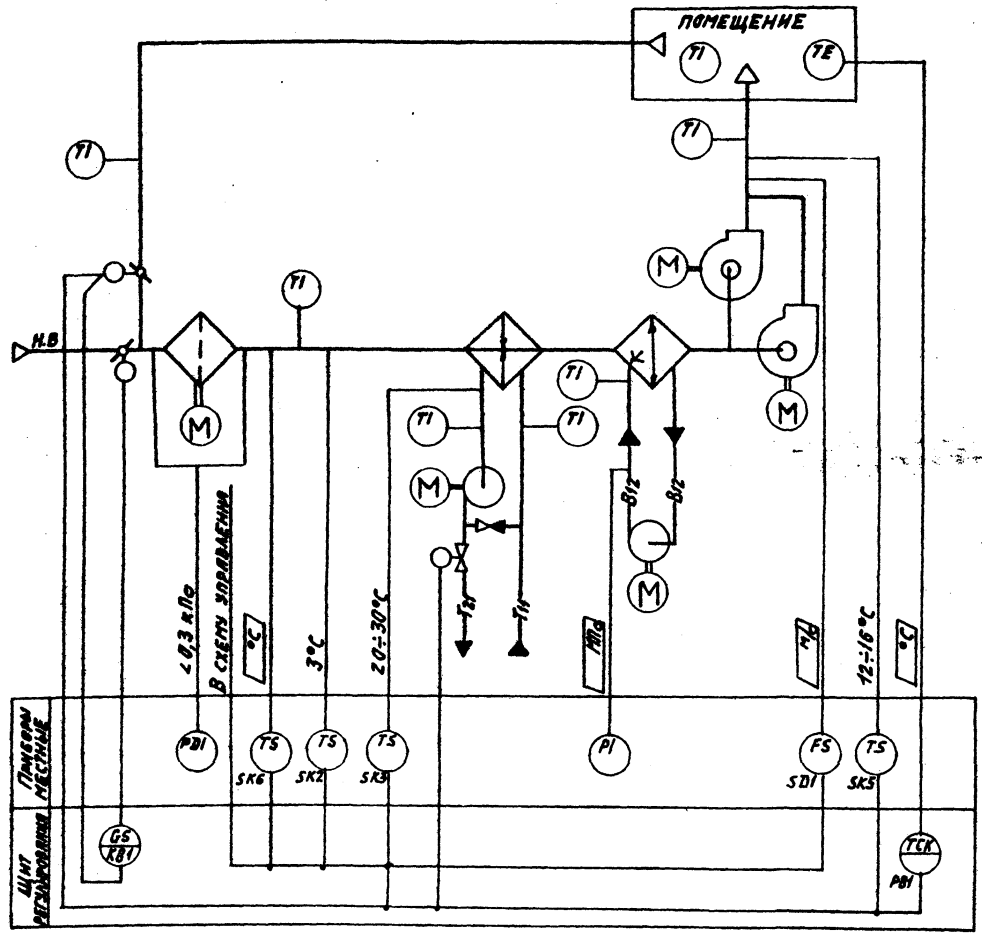 ПОМЕЩЕНИЕ
TI
TE
TI
TI
M
TI
Н.В
TI
K
M
TI
TI
M
M
B12
B12
M
<0,3 кПа
В СХЕМУ УПРАВЛЕНИЯ
°С
3°С
20÷30°С
T21
T11
МПа
12÷16°С
°С
ПРИБОРЫ МЕСТНЫЕ
PDI
TS
SK6
TS
SK2
TS
SK3
PI
FS
SD1
TS
SK5
ЩИТ РЕГУЛИРОВАНИЯ
GS
KB1
TCK
PB1